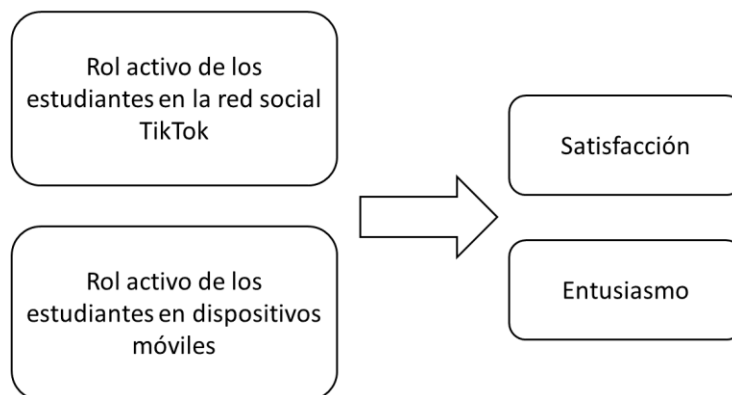 Rol activo de los
estudiantes en la red social
TikTok
Satisfacción
Rol activo de los
estudiantes en dispositivos
móviles
Entusiasmo